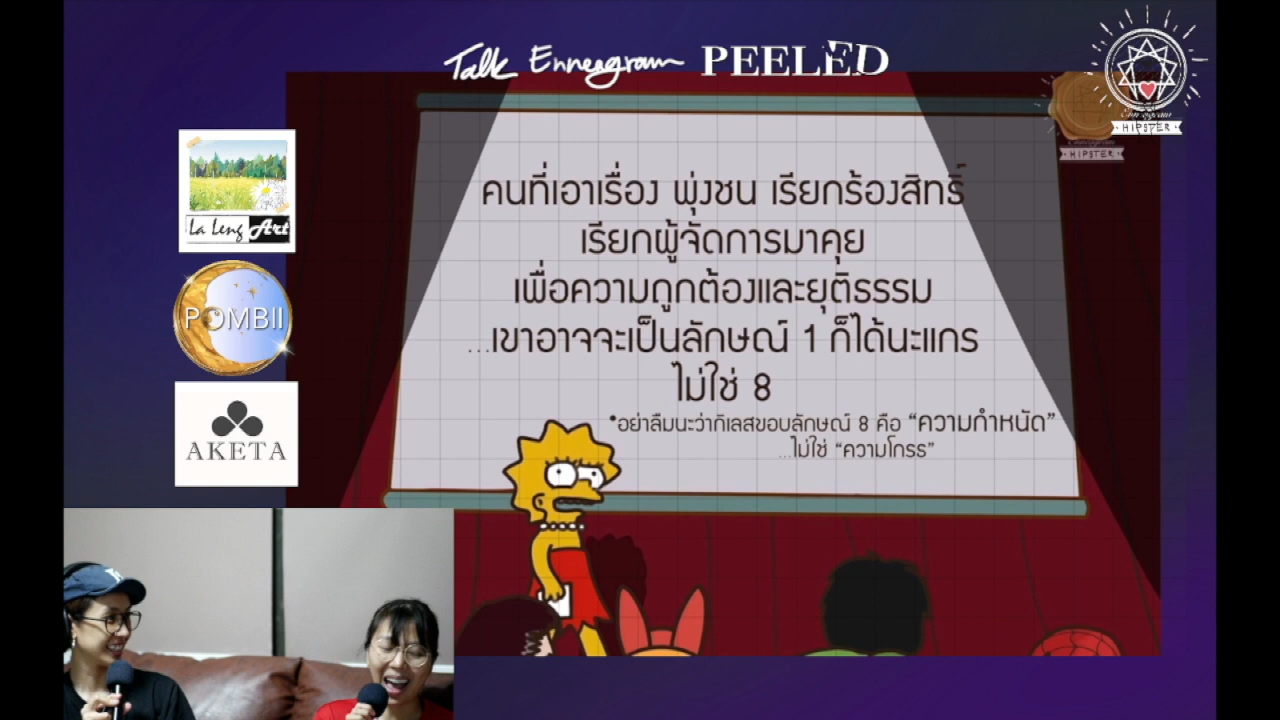 Talk Enneagram PEELED
HIPSTER
HIPSTER
La Leng Art
POMBII
AKETA
คนที่เอาเรื่อง พุ่งชน เรียกร้องสิทธิ์
เรียกผู้จัดการมาคุย
เพื่อความถูกต้องและยุติธรรม
...เขาอาจจะเป็นลักษณ์ 1 ก็ได้นะแกร
ไม่ใช่ 8
*อย่าลืมนะว่ากิเลสขอบลักษณ์ 8 คือ “ความกำหนัด”
...ไม่ใช่ “ความโกรธ”